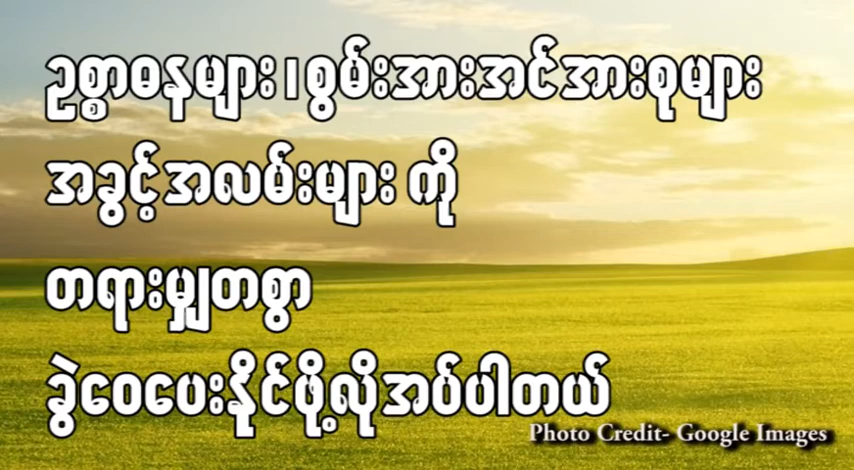 ဥစ္စာဓနများ ၊ စွမ်းအားအင်အားစုများ
အခွင့်အလမ်းများ ကို
တရားမျှတစွာ
ခွဲဝေပေးနိုင်ဖို့လိုအပ်ပါတယ်
Photo Credit- Google Images